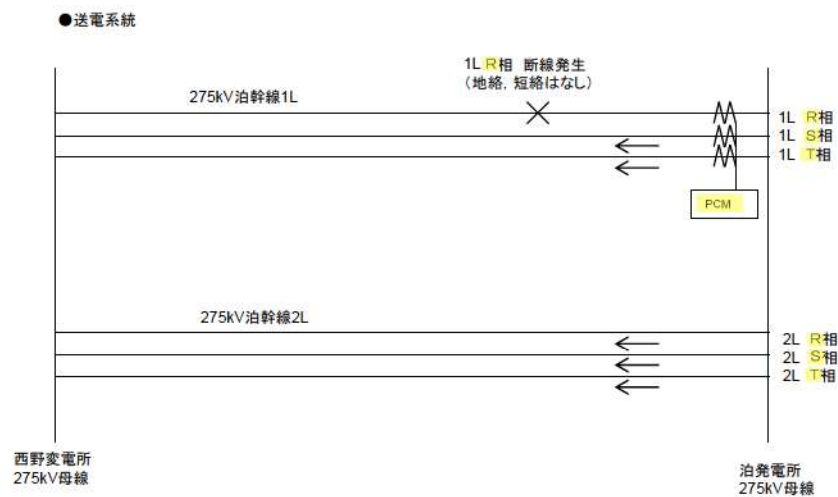 ●送電系統
1L R相 断線発生
(地絡, 短絡はなし)
275kV泊幹線1L
1L R相
1L S相
1L T相
PCM
275kV泊幹線2L
2L R相
2L S相
2L T相
西野変電所
275kV母線
泊発電所
275kV母線